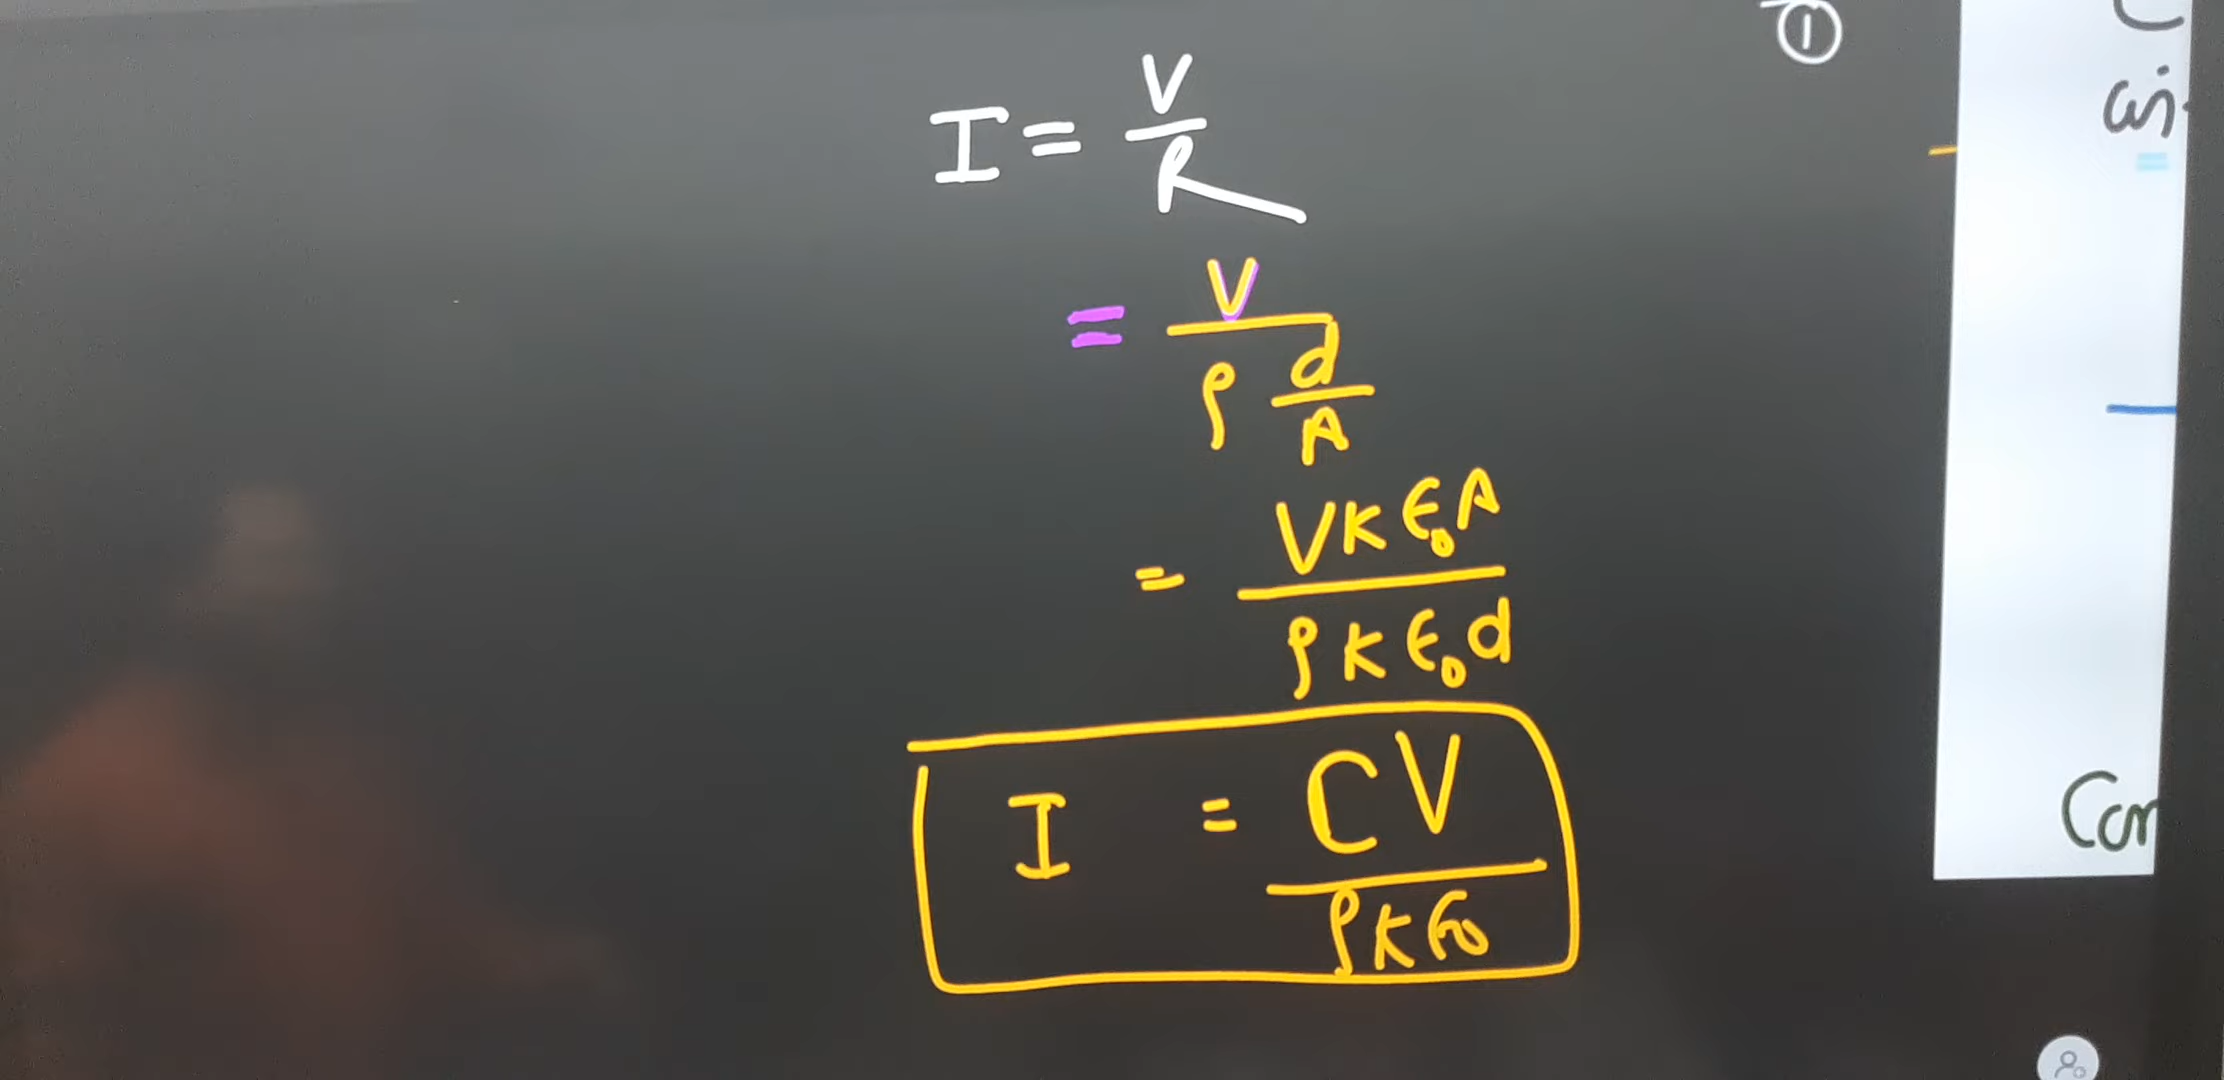 I = V/R
= V/(ρ d/A)
= VKϵ₀A/(ρKϵ₀d)
I = CV/(ρKϵ₀)
①
Con